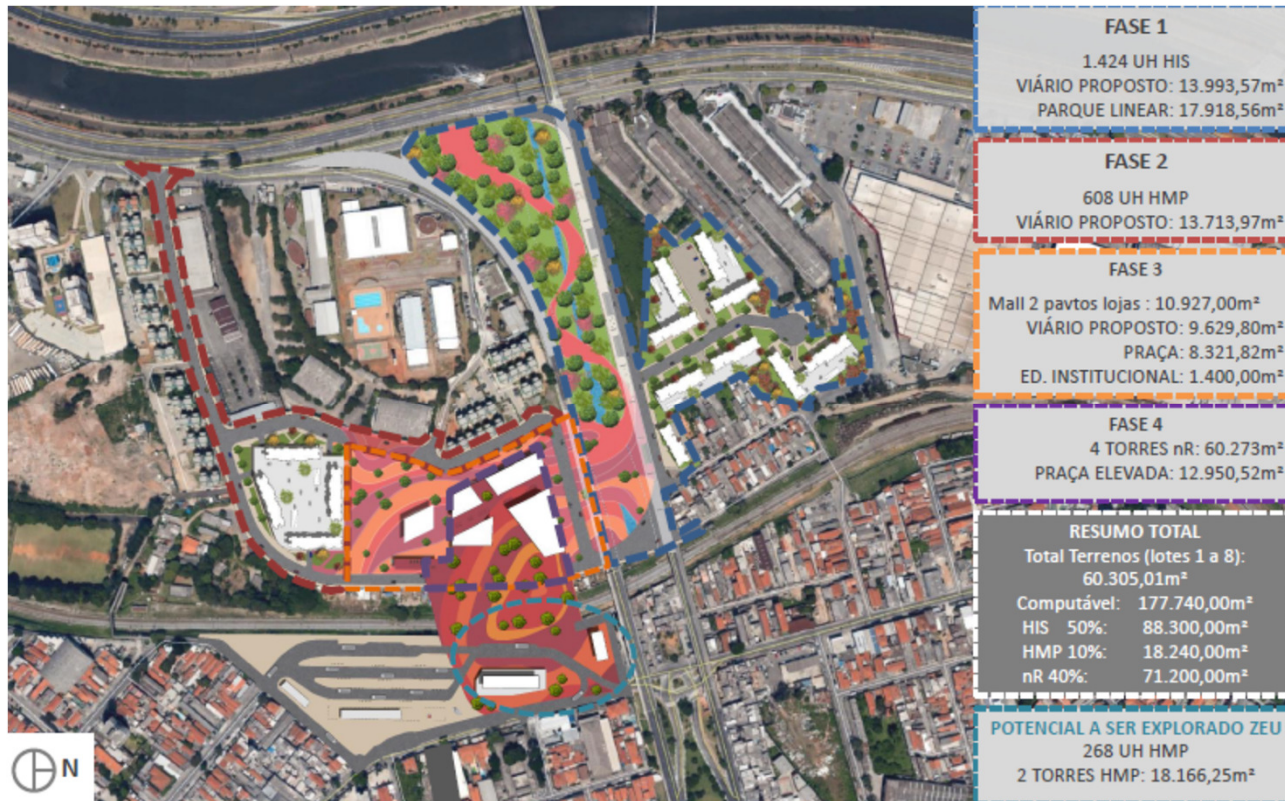 FASE 1
1.424 UH HIS
VIÁRIO PROPOSTO: 13.993,57m²
PARQUE LINEAR: 17.918,56m²
FASE 2
608 UH HMP
VIÁRIO PROPOSTO: 13.713,97m²
FASE 3
Mall 2 pavtos lojas : 10.927,00m²
VIÁRIO PROPOSTO: 9.629,80m²
PRAÇA: 8.321,82m²
ED. INSTITUCIONAL: 1.400,00m²
FASE 4
4 TORRES nR: 60.273m²
PRAÇA ELEVADA: 12.950,52m²
RESUMO TOTAL
Total Terrenos (lotes 1 a 8):
60.305,01m²
Computável: 177.740,00m²
HIS 50%: 88.300,00m²
HMP 10%: 18.240,00m²
nR 40%: 71.200,00m²
POTENCIAL A SER EXPLORADO ZEU
268 UH HMP
2 TORRES HMP: 18.166,25m²
N